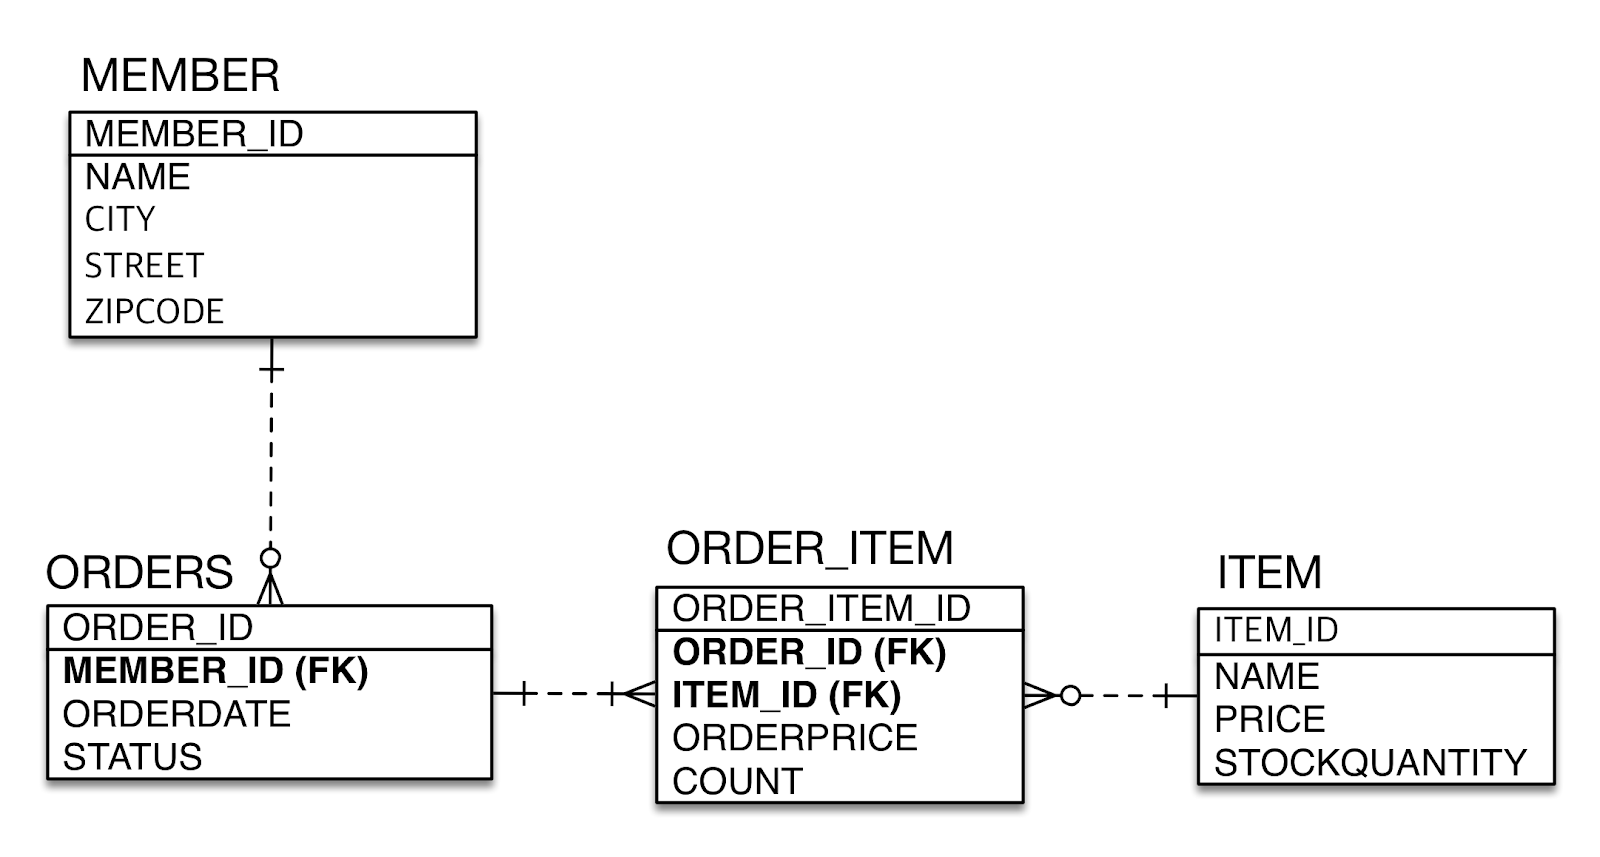 MEMBER
MEMBER_ID
NAME
CITY
STREET
ZIPCODE
ORDERS
ORDER_ID
MEMBER_ID (FK)
ORDERDATE
STATUS
ORDER_ITEM
ORDER_ITEM_ID
ORDER_ID (FK)
ITEM_ID (FK)
ORDERPRICE
COUNT
ITEM
ITEM_ID
NAME
PRICE
STOCKQUANTITY